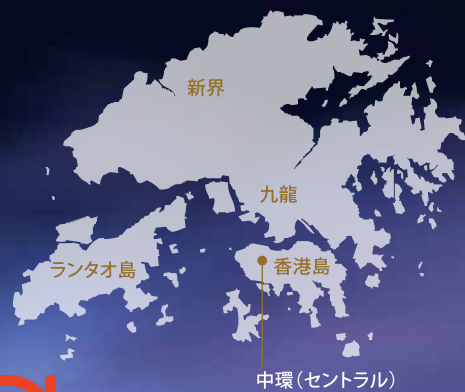 新界
九龍
ランタオ島
香港島
中環（セントラル）